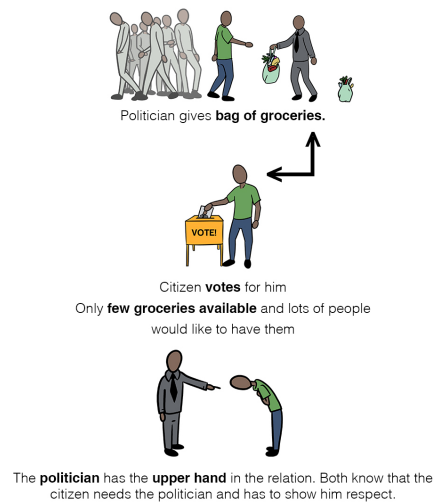 Politician gives bag of groceries.
VOTE!
Citizen votes for him
Only few groceries available and lots of people
would like to have them
The politician has the upper hand in the relation. Both know that the
citizen needs the politician and has to show him respect.